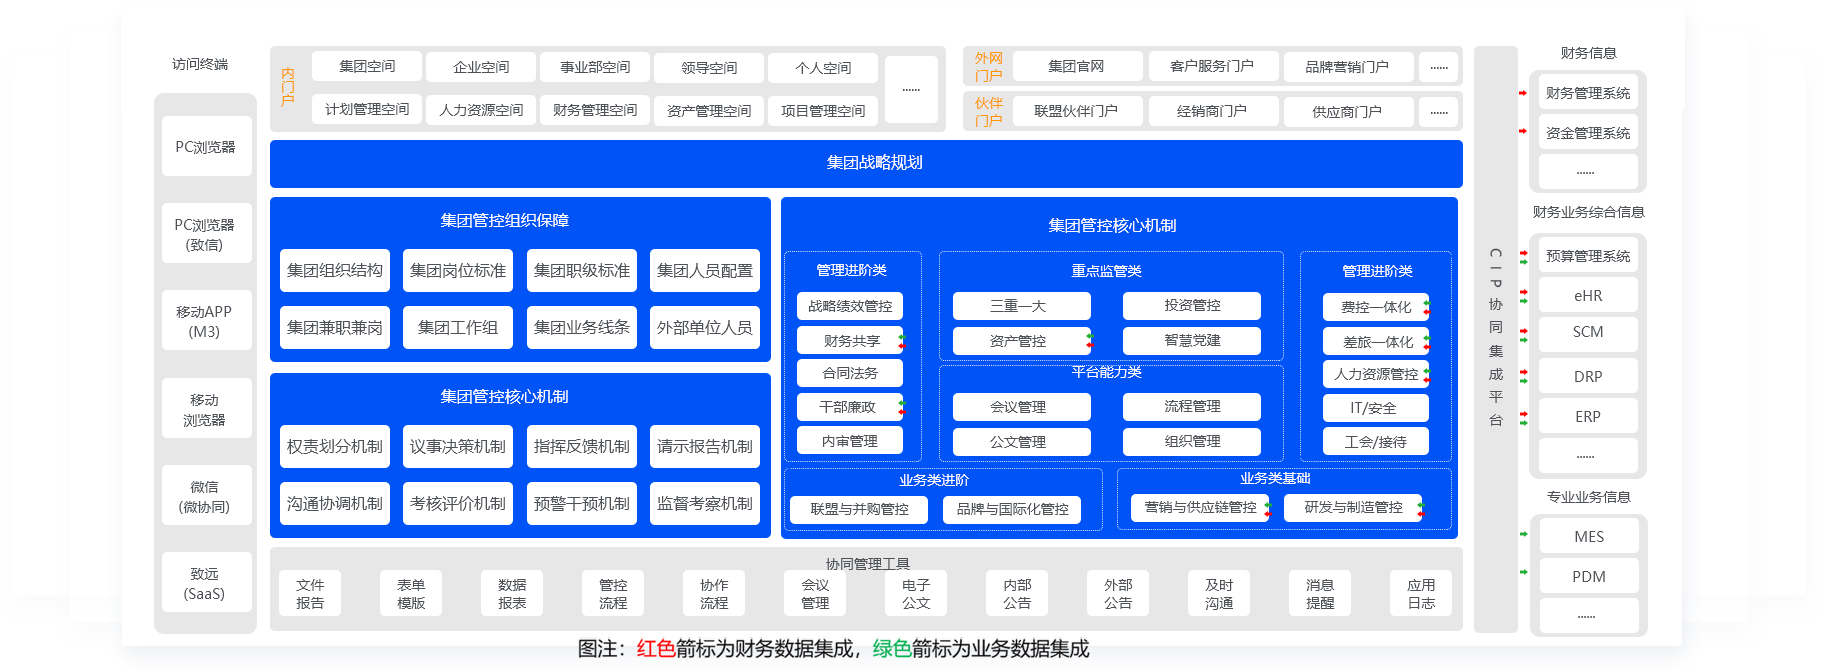 访问终端
PC浏览器
PC浏览器
(致信)
移动APP
(M3)
移动
浏览器
微信
(微协同)
致远
(SaaS)
内门户
集团空间
企业空间
事业部空间
领导空间
个人空间
计划管理空间
人力资源空间
财务管理空间
资产管理空间
项目管理空间
......
外网
门户
集团官网
客户服务门户
品牌营销门户
......
伙伴
门户
联盟伙伴门户
经销商门户
供应商门户
......
集团战略规划
集团管控组织保障
集团组织结构
集团岗位标准
集团职级标准
集团人员配置
集团兼职兼岗
集团工作组
集团业务线条
外部单位人员
集团管控核心机制
权责划分机制
议事决策机制
指挥反馈机制
请示报告机制
沟通协调机制
考核评价机制
预警干预机制
监督考察机制
集团管控核心机制
管理进阶类
战略绩效管控
财务共享
合同法务
干部廉政
内审管理
重点监管类
三重一大
投资管控
资产管控
智慧党建
平台能力类
会议管理
流程管理
公文管理
组织管理
管理进阶类
费控一体化
差旅一体化
人力资源管控
IT/安全
工会/接待
业务类进阶
联盟与并购管控
品牌与国际化管控
业务类基础
营销与供应链管控
研发与制造管控
协同管理工具
文件
报告
表单
模版
数据
报表
管控
流程
协作
流程
会议
管理
电子
公文
内部
公告
外部
公告
及时
沟通
消息
提醒
应用
日志
CIP协同集成平台
财务信息
财务管理系统
资金管理系统
......
财务业务综合信息
预算管理系统
eHR
SCM
DRP
ERP
......
专业业务信息
MES
PDM
......
图注：红色箭标为财务数据集成，绿色箭标为业务数据集成